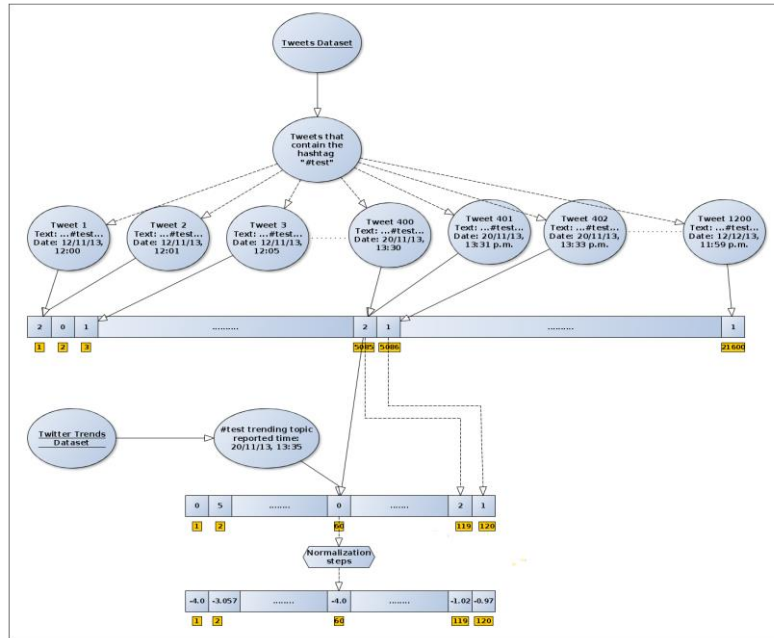 Tweets Dataset
Tweets that
contain the
hashtag
"#test"
Tweet 1
Text: ...#test...
Date: 12/11/13,
12:00
Tweet 2
Text: ...#test...
Date: 12/11/13,
12:01
Tweet 3
Text: ...#test...
Date: 12/11/13,
12:05
Tweet 400
Text: ...#test...
Date: 20/11/13,
13:30
Tweet 401
Text: ...#test...
Date: 20/11/13,
13:31 p.m.
Tweet 402
Text: ...#test...
Date: 20/11/13,
13:33 p.m.
Tweet 1200
Text: ...#test...
Date: 12/12/13,
11:59 p.m.
2 0 1 .......... 2 1 .......... 1
1 2 3 5085 5086 21600
Twitter Trends
Dataset
#test trending topic
reported time:
20/11/13, 13:35
0 5 ........ 0 ....... 2 1
1 2 60 119 120
Normalization
steps
-4.0 -3.057 ........ -4.0 ........ -1.02 -0.97
1 2 60 119 120